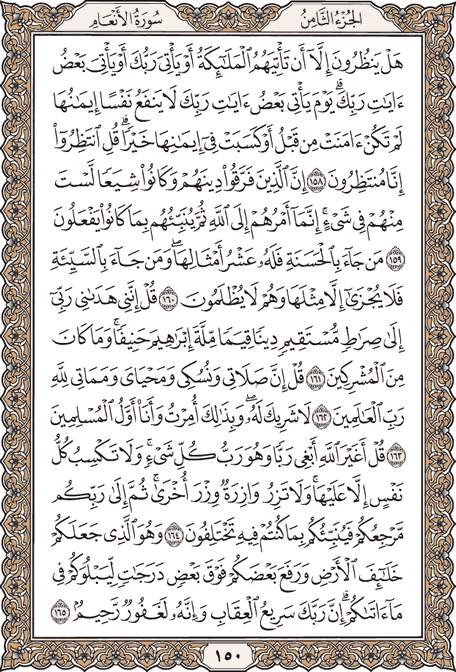 الجزء الثامن سورة الأنعام
هَلْ يَنظُرُونَ إِلَّآ أَن تَأْتِيَهُمُ ٱلْمَلَـٰٓئِكَةُ أَوْ يَأْتِىَ رَبُّكَ أَوْ يَأْتِىَ بَعْضُ
ءَايَـٰتِ رَبِّكَ ۗ يَوْمَ يَأْتِى بَعْضُ ءَايَـٰتِ رَبِّكَ لَا يَنفَعُ نَفْسًا إِيمَـٰنُهَا
لَمْ تَكُنْ ءَامَنَتْ مِن قَبْلُ أَوْ كَسَبَتْ فِىٓ إِيمَـٰنِهَا خَيْرًا ۗ قُلِ ٱنتَظِرُوٓا۟
إِنَّا مُنتَظِرُونَ ١٥٨ إِنَّ ٱلَّذِينَ فَرَّقُوا۟ دِينَهُمْ وَكَانُوا۟ شِيَعًا لَّسْتَ
مِنْهُمْ فِى شَىْءٍ ۚ إِنَّمَآ أَمْرُهُمْ إِلَى ٱللَّهِ ثُمَّ يُنَبِّئُهُم بِمَا كَانُوا۟ يَفْعَلُونَ
١٥٩ مَن جَآءَ بِٱلْحَسَنَةِ فَلَهُۥ عَشْرُ أَمْثَالِهَا ۖ وَمَن جَآءَ بِٱلسَّيِّئَةِ
فَلَا يُجْزَىٰٓ إِلَّا مِثْلَهَا وَهُمْ لَا يُظْلَمُونَ ١٦٠ قُلْ إِنَّنِى هَدَىٰنِى رَبِّىٓ
إِلَىٰ صِرَٰطٍ مُّسْتَقِيمٍ دِينًا قِيَمًا مِّلَّةَ إِبْرَٰهِيمَ حَنِيفًا ۚ وَمَا كَانَ
مِنَ ٱلْمُشْرِكِينَ ١٦١ قُلْ إِنَّ صَلَاتِى وَنُسُكِى وَمَحْيَاىَ وَمَمَاتِى لِلَّهِ
رَبِّ ٱلْعَـٰلَمِينَ ١٦٢ لَا شَرِيكَ لَهُۥ ۖ وَبِذَٰلِكَ أُمِرْتُ وَأَنَا۠ أَوَّلُ ٱلْمُسْلِمِينَ
١٦٣ قُلْ أَغَيْرَ ٱللَّهِ أَبْغِى رَبًّا وَهُوَ رَبُّ كُلِّ شَىْءٍ ۚ وَلَا تَكْسِبُ كُلُّ
نَفْسٍ إِلَّا عَلَيْهَا ۚ وَلَا تَزِرُ وَازِرَةٌ وِزْرَ أُخْرَىٰ ۚ ثُمَّ إِلَىٰ رَبِّكُم
مَّرْجِعُكُمْ فَيُنَبِّئُكُم بِمَا كُنتُمْ فِيهِ تَخْتَلِفُونَ ١٦٤ وَهُوَ ٱلَّذِى جَعَلَكُمْ
خَلَـٰٓئِفَ ٱلْأَرْضِ وَرَفَعَ بَعْضَكُمْ فَوْقَ بَعْضٍ دَرَجَـٰتٍ لِّيَبْلُوَكُمْ فِى
مَآ ءَاتَىٰكُمْ ۗ إِنَّ رَبَّكَ سَرِيعُ ٱلْعِقَابِ وَإِنَّهُۥ لَغَفُورٌ رَّحِيمٌۢ ١٦٥
١٥٠